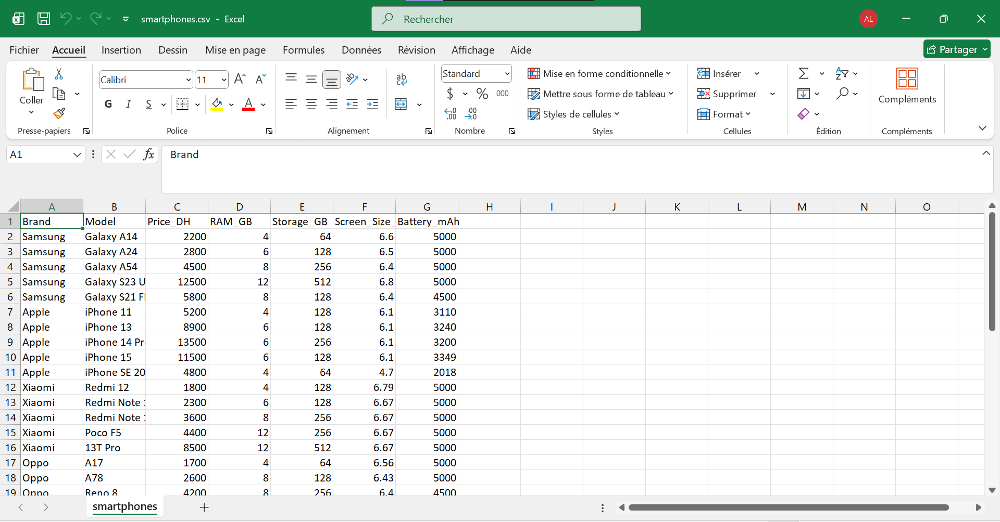 smartphones.csv - Excel
Rechercher
AL
Fichier Accueil Insertion Dessin Mise en page Formules Données Révision Affichage Aide Partager
Coller
Presse-papiers
Calibri 11
G I S
Police
Alignement
Standard
$ % 000
Nombre
Mise en forme conditionnelle
Mettre sous forme de tableau
Styles de cellules
Styles
Insérer
Supprimer
Format
Cellules
Édition
Compléments
Compléments
A1 fx Brand
A B C D E F G H I J K L M N O
1 Brand Model Price_DH RAM_GB Storage_GB Screen_Size_ Battery_mAh
2 Samsung Galaxy A14 2200 4 64 6.6 5000
3 Samsung Galaxy A24 2800 6 128 6.5 5000
4 Samsung Galaxy A54 4500 8 256 6.4 5000
5 Samsung Galaxy S23 U 12500 12 512 6.8 5000
6 Samsung Galaxy S21 5800 8 128 6.4 4500
7 Apple iPhone 11 5200 4 128 6.1 3110
8 Apple iPhone 13 8900 6 128 6.1 3240
9 Apple iPhone 14 Pr 13500 6 256 6.1 3200
10 Apple iPhone 15 11500 6 128 6.1 3349
11 Apple iPhone SE 20 4800 4 64 4.7 2018
12 Xiaomi Redmi 12 1800 4 128 6.79 5000
13 Xiaomi Redmi Note 2300 6 128 6.67 5000
14 Xiaomi Redmi Note 3600 8 256 6.67 5000
15 Xiaomi Poco F5 4400 12 256 6.67 5000
16 Xiaomi 13T Pro 8500 12 512 6.67 5000
17 Oppo A17 1700 4 64 6.56 5000
18 Oppo A78 2600 8 128 6.43 5000
19 Oppo Reno 8 4200 8 256 6.4 4500
smartphones